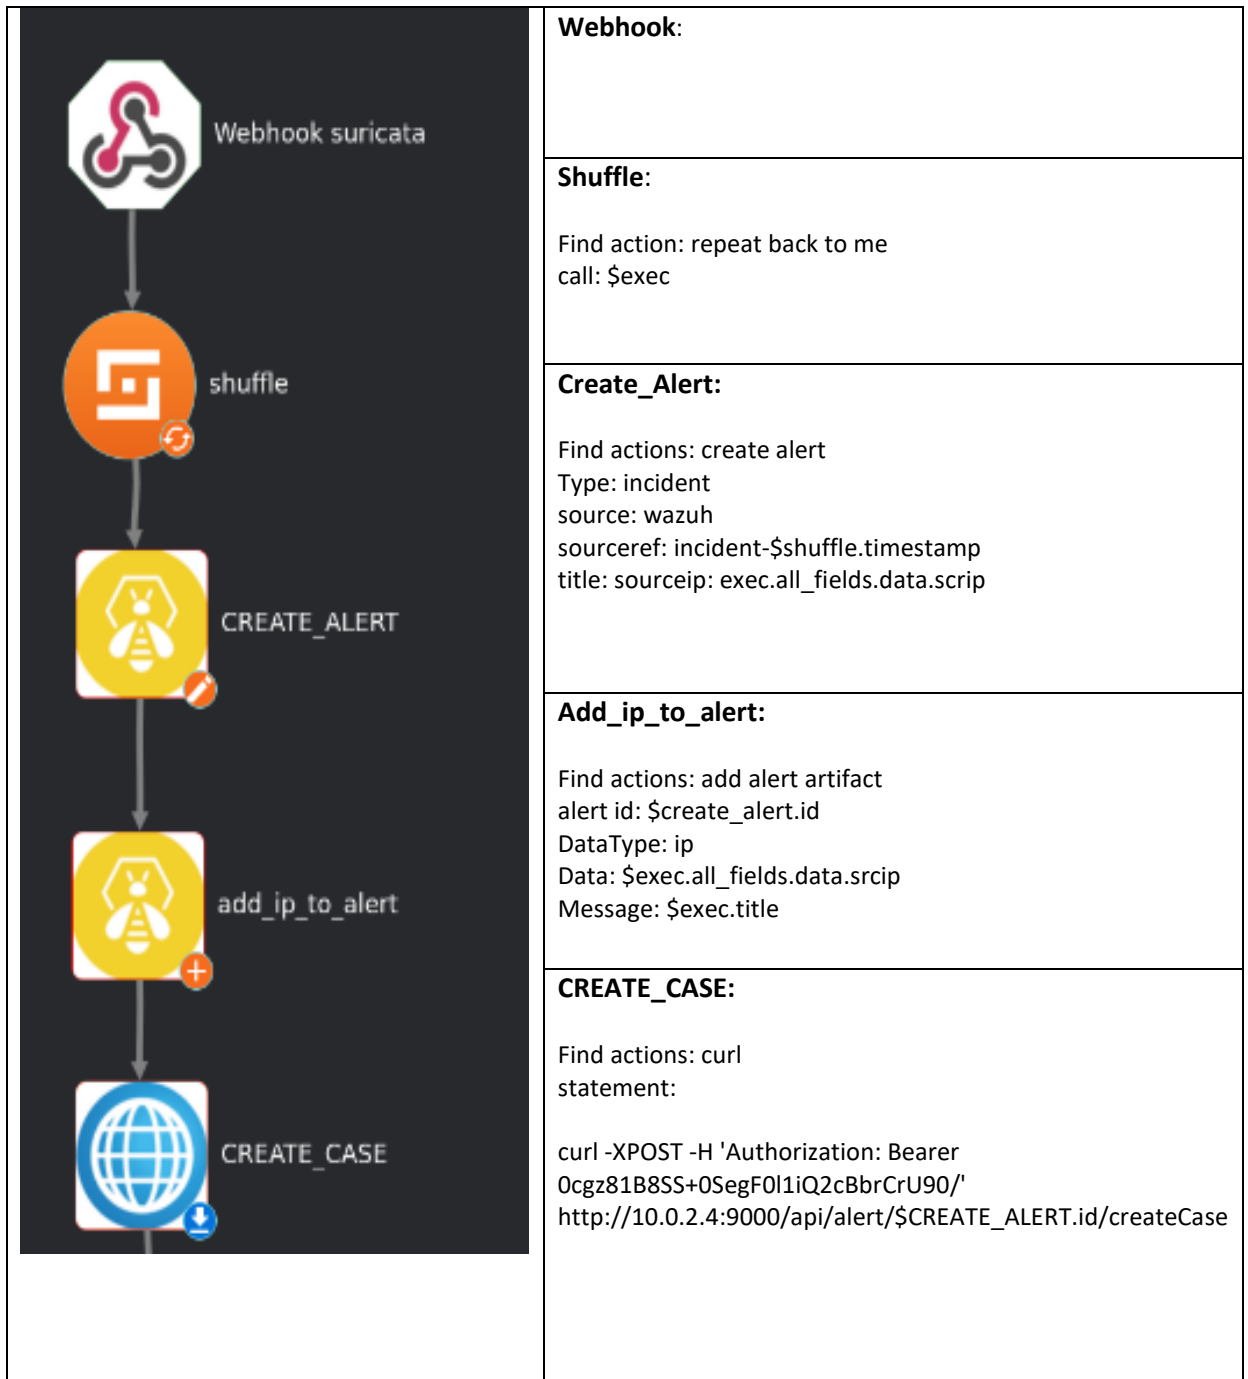 Webhook suricata
shuffle
CREATE_ALERT
add_ip_to_alert
CREATE_CASE
Webhook:
Shuffle:
Find action: repeat back to me
call: $exec
Create_Alert:
Find actions: create alert
Type: incident
source: wazuh
sourceref: incident-$shuffle.timestamp
title: sourceip: exec.all_fields.data.scrip
Add_ip_to_alert:
Find actions: add alert artifact
alert id: $create_alert.id
DataType: ip
Data: $exec.all_fields.data.srcip
Message: $exec.title
CREATE_CASE:
Find actions: curl
statement:
curl -XPOST -H 'Authorization: Bearer
0cgz81B8SS+0SegF0l1iQ2cBbrCrU90/'
http://10.0.2.4:9000/api/alert/$CREATE_ALERT.id/createCase